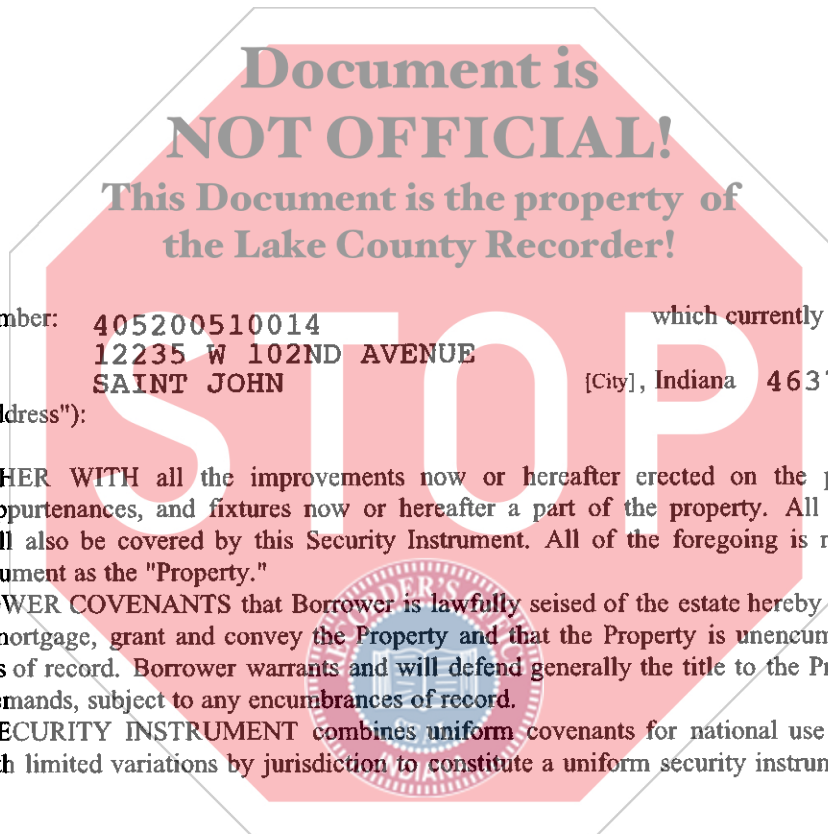 Document is
NOT OFFICIAL!
This Document is the property of
the Lake County Recorder!
STOP
mber: 405200510014 which currently
12235 W 102ND AVENUE
SAINT JOHN [City], Indiana 4637
ldress"):
HER WITH all the improvements now or hereafter erected on the p
ppurtenances, and fixtures now or hereafter a part of the property. All
ll also be covered by this Security Instrument. All of the foregoing is r
ument as the "Property."
WER COVENANTS that Borrower is lawfully seised of the estate hereby
nortgage, grant and convey the Property and that the Property is unencum
s of record. Borrower warrants and will defend generally the title to the Pr
emands, subject to any encumbrances of record.
ECURITY INSTRUMENT combines uniform covenants for national use
h limited variations by jurisdiction to constitute a uniform security instrum